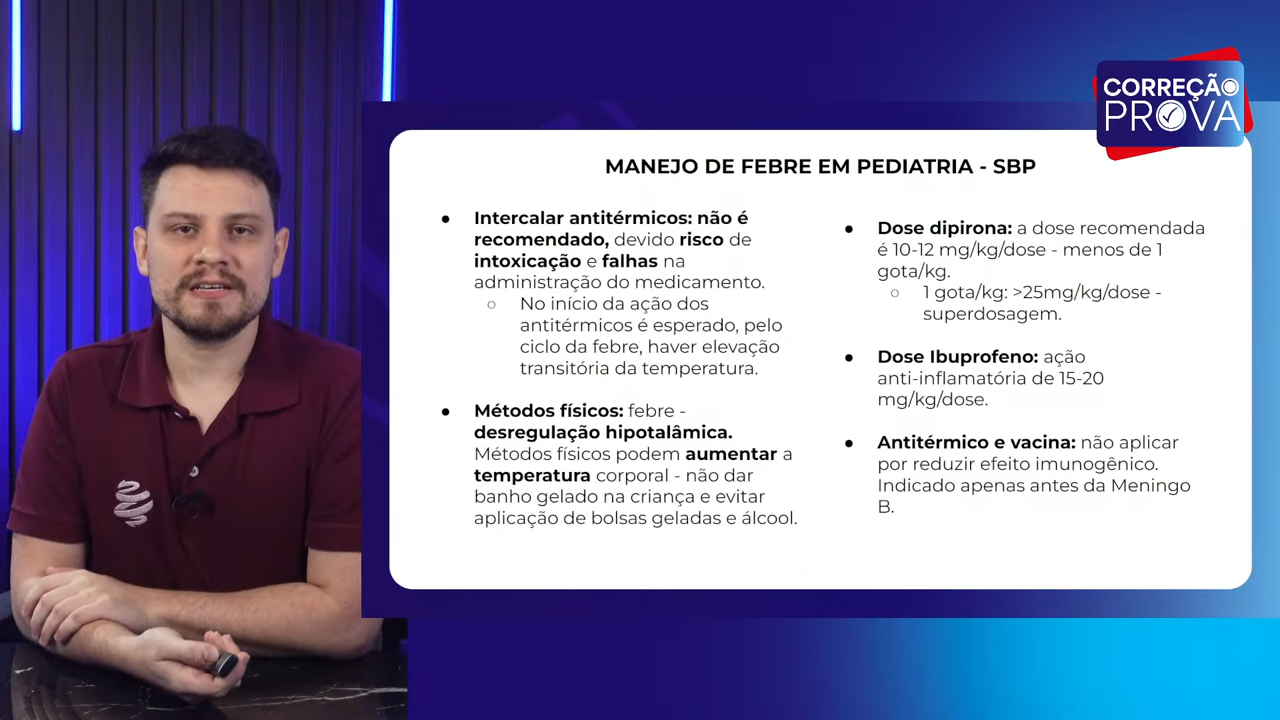 CORREÇÃO
PROVA
MANEJO DE FEBRE EM PEDIATRIA - SBP
● Intercalar antitérmicos: não é
recomendado, devido risco de
intoxicação e falhas na
administração do medicamento.
○ No início da ação dos
antitérmicos é esperado, pelo
ciclo da febre, haver elevação
transitória da temperatura.
● Métodos físicos: febre -
desregulação hipotalâmica.
Métodos físicos podem aumentar a
temperatura corporal - não dar
banho gelado na criança e evitar
aplicação de bolsas geladas e álcool.
● Dose dipirona: a dose recomendada
é 10-12 mg/kg/dose - menos de 1
gota/kg.
○ 1 gota/kg: >25mg/kg/dose -
superdosagem.
● Dose Ibuprofeno: ação
anti-inflamatória de 15-20
mg/kg/dose.
● Antitérmico e vacina: não aplicar
por reduzir efeito imunogênico.
Indicado apenas antes da Meningo
B.